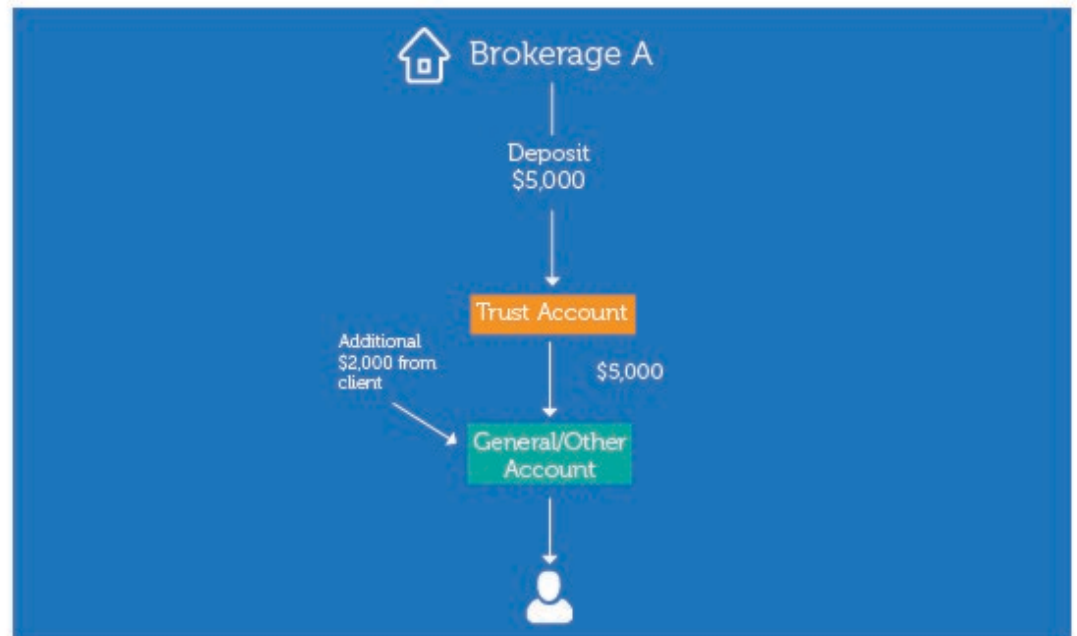 Brokerage A
Deposit
$5,000
Trust Account
Additional
$2,000 from
client
$5,000
General/Other
Account